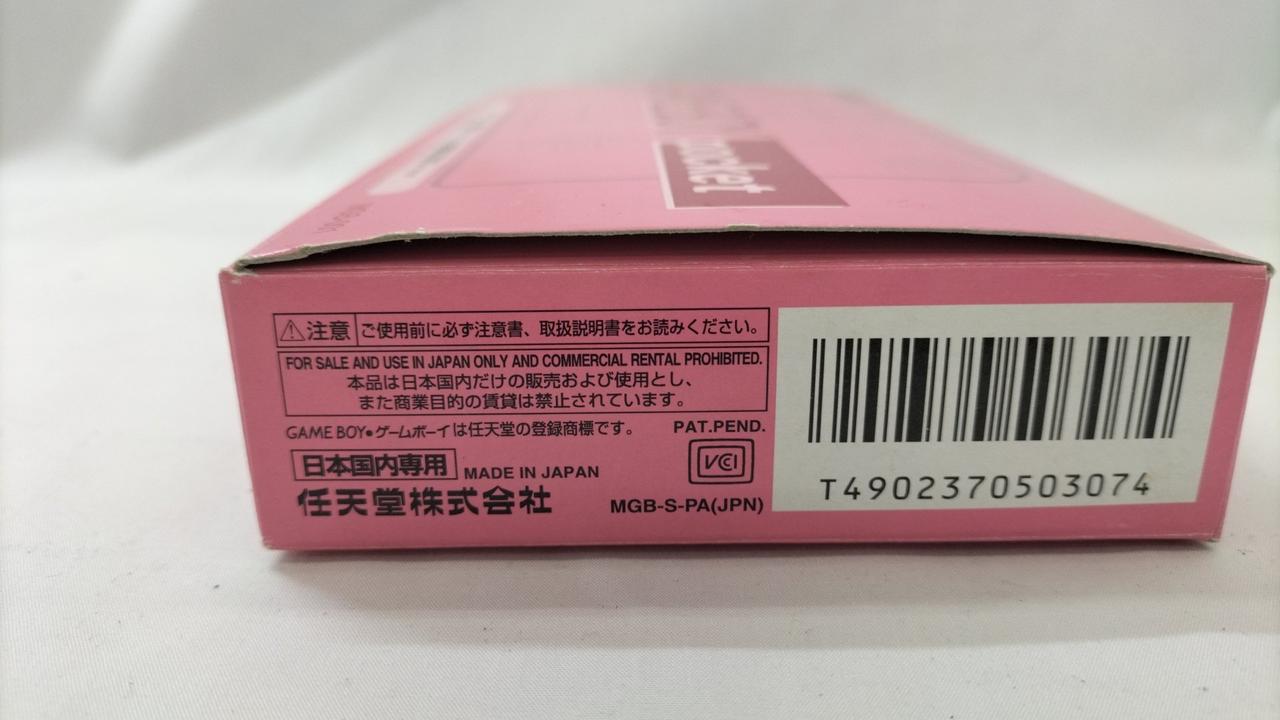 pocket
⚠注意 ご使用前に必ず注意書、取扱説明書をお読みください。
FOR SALE AND USE IN JAPAN ONLY AND COMMERCIAL RENTAL PROHIBITED.
本品は日本国内だけの販売および使用とし、
また商業目的の賃貸は禁止されています。
GAME BOY•ゲームボーイは任天堂の登録商標です。
PAT.PEND.
日本国内専用 MADE IN JAPAN
VCI
任天堂株式会社
MGB-S-PA(JPN)
T4902370503074